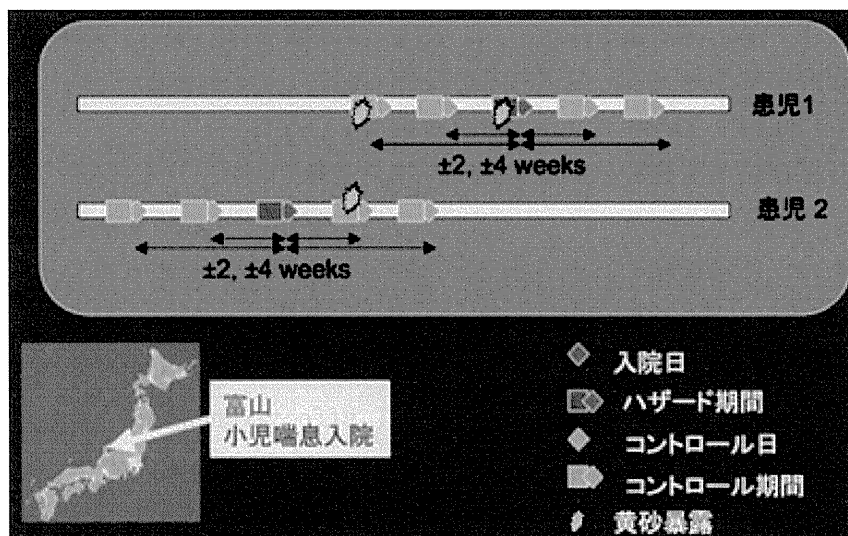 患児1
±2, ±4 weeks
患児 2
±2, ±4 weeks
富山
小児喘息入院
入院日
ハザード期間
コントロール日
コントロール期間
黄砂暴露